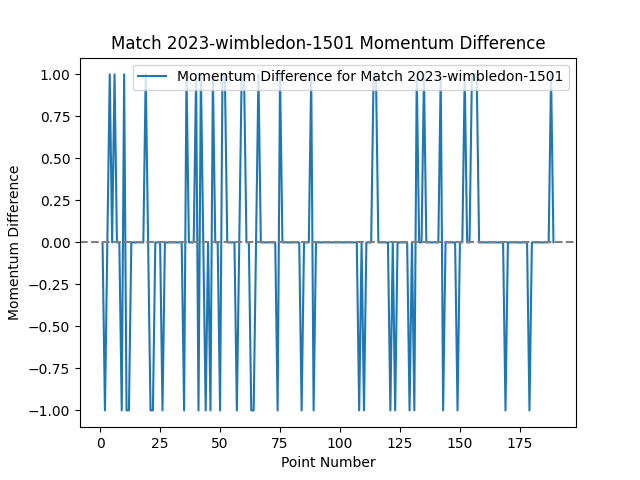 Match 2023-wimbledon-1501 Momentum Difference
Momentum Difference for Match 2023-wimbledon-1501
Momentum Difference
1.00
0.75
0.50
0.25
0.00
−0.25
−0.50
−0.75
−1.00
0 25 50 75 100 125 150 175
Point Number